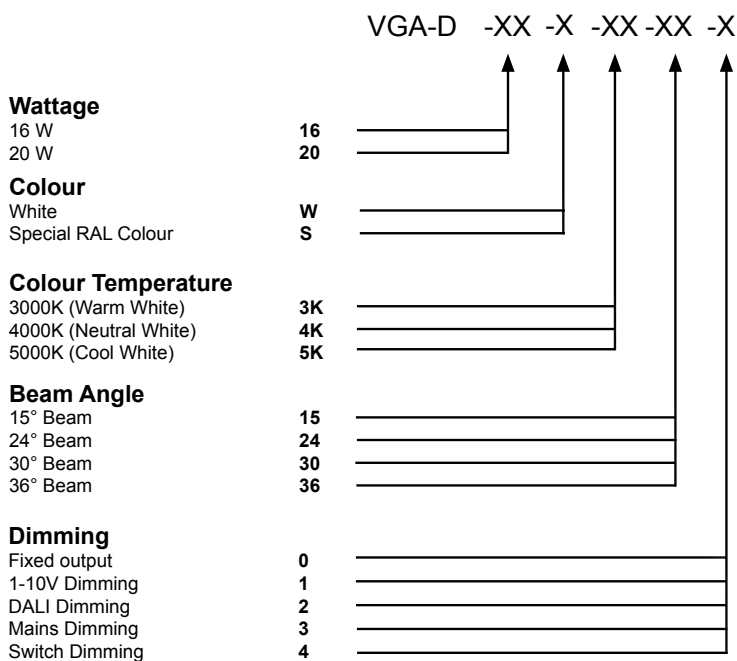 VGA-D -XX -X -XX -XX -X
Wattage
16 W 16
20 W 20
Colour
White W
Special RAL Colour S
Colour Temperature
3000K (Warm White) 3K
4000K (Neutral White) 4K
5000K (Cool White) 5K
Beam Angle
15° Beam 15
24° Beam 24
30° Beam 30
36° Beam 36
Dimming
Fixed output 0
1-10V Dimming 1
DALI Dimming 2
Mains Dimming 3
Switch Dimming 4